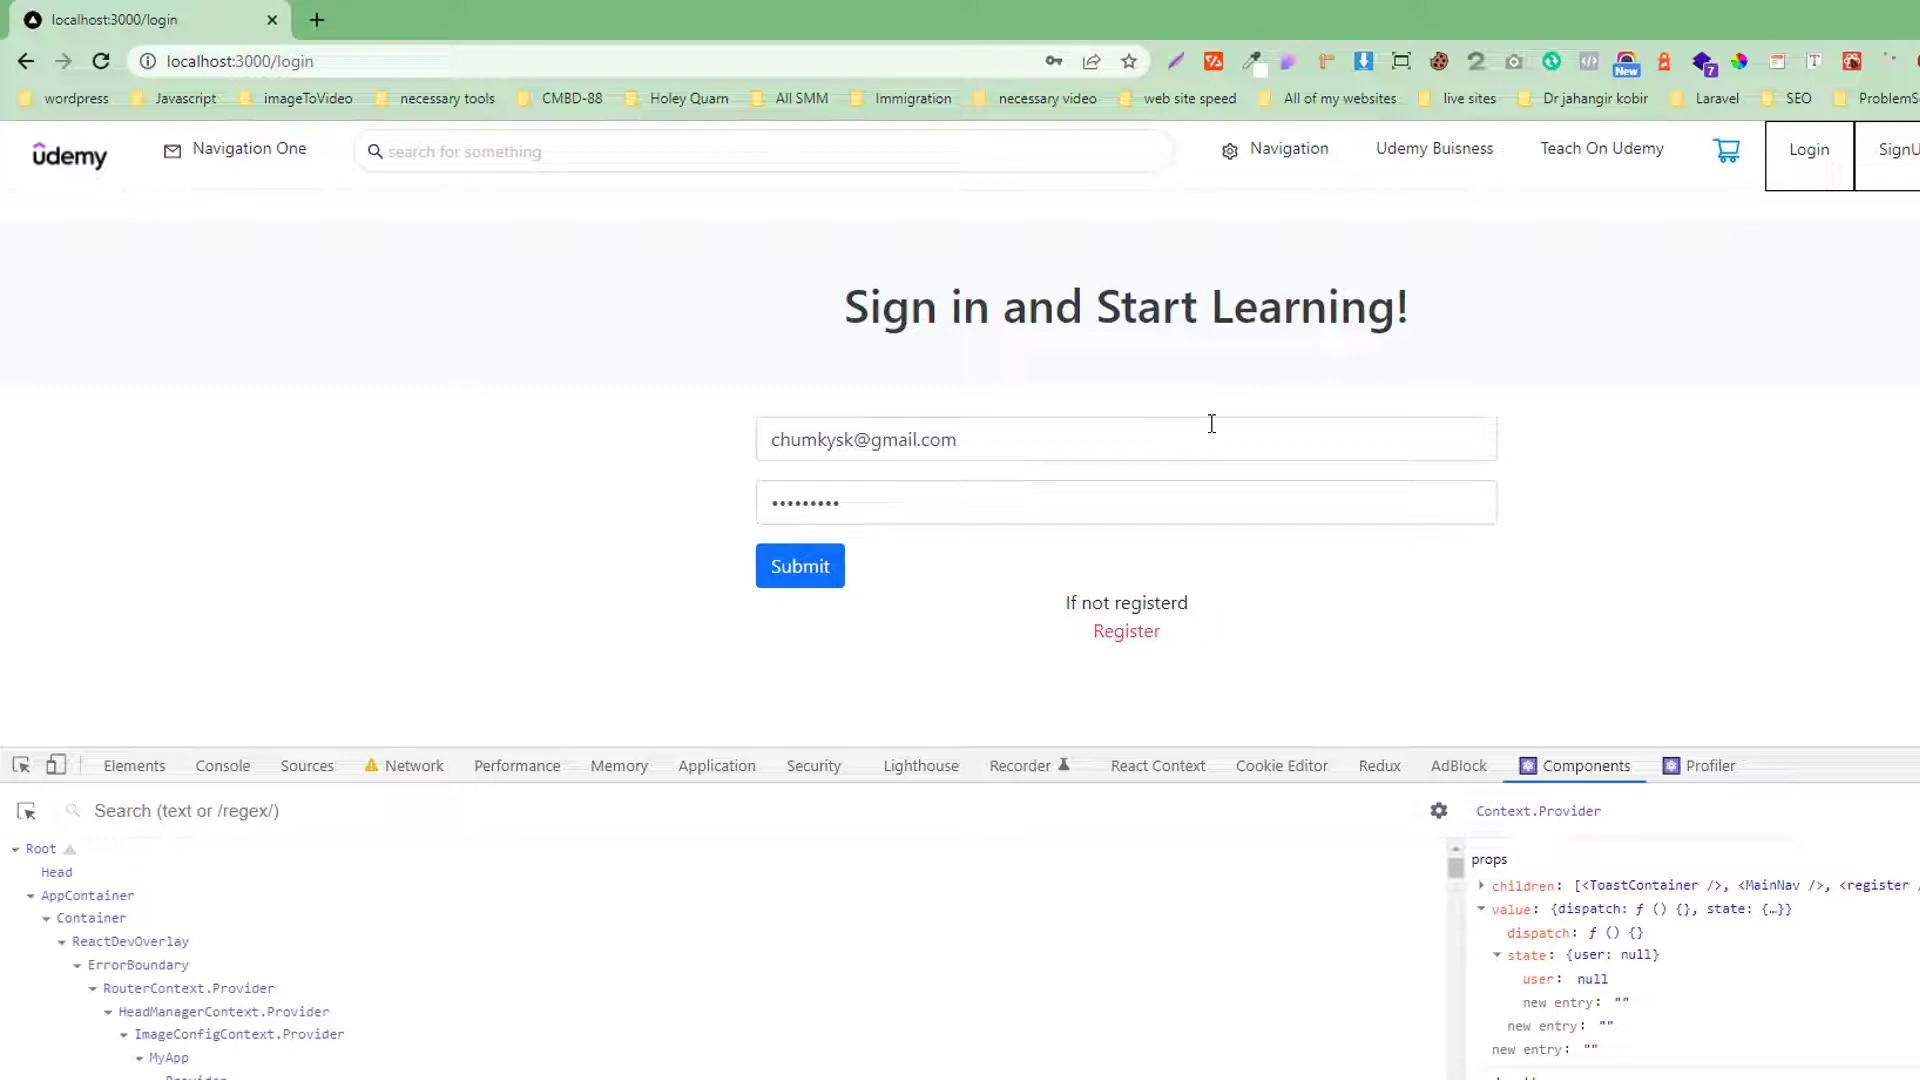 localhost:3000/login
localhost:3000/login
New
7
wordpress Javascript imageToVideo necessary tools CMBD-88 Holey Quarn All SMM Immigration necessary video web site speed All of my websites live sites Dr jahangir kobir Laravel SEO ProblemS
udemy Navigation One search for something Navigation Udemy Buisness Teach On Udemy Login SignU
Sign in and Start Learning!
chumkysk@gmail.com
•••••••••
Submit
If not registerd
Register
Elements Console Sources Network Performance Memory Application Security Lighthouse Recorder React Context Cookie Editor Redux AdBlock Components Profiler
Search (text or /regex/)
Context.Provider
Root
Head
AppContainer
Container
ReactDevOverlay
ErrorBoundary
RouterContext.Provider
HeadManagerContext.Provider
ImageConfigContext.Provider
MyApp
props
children: [<ToastContainer />, <MainNav />, <register /
value: {dispatch: ƒ () {}, state: {…}}
dispatch: ƒ () {}
state: {user: null}
user: null
new entry: ""
new entry: ""
new entry: ""